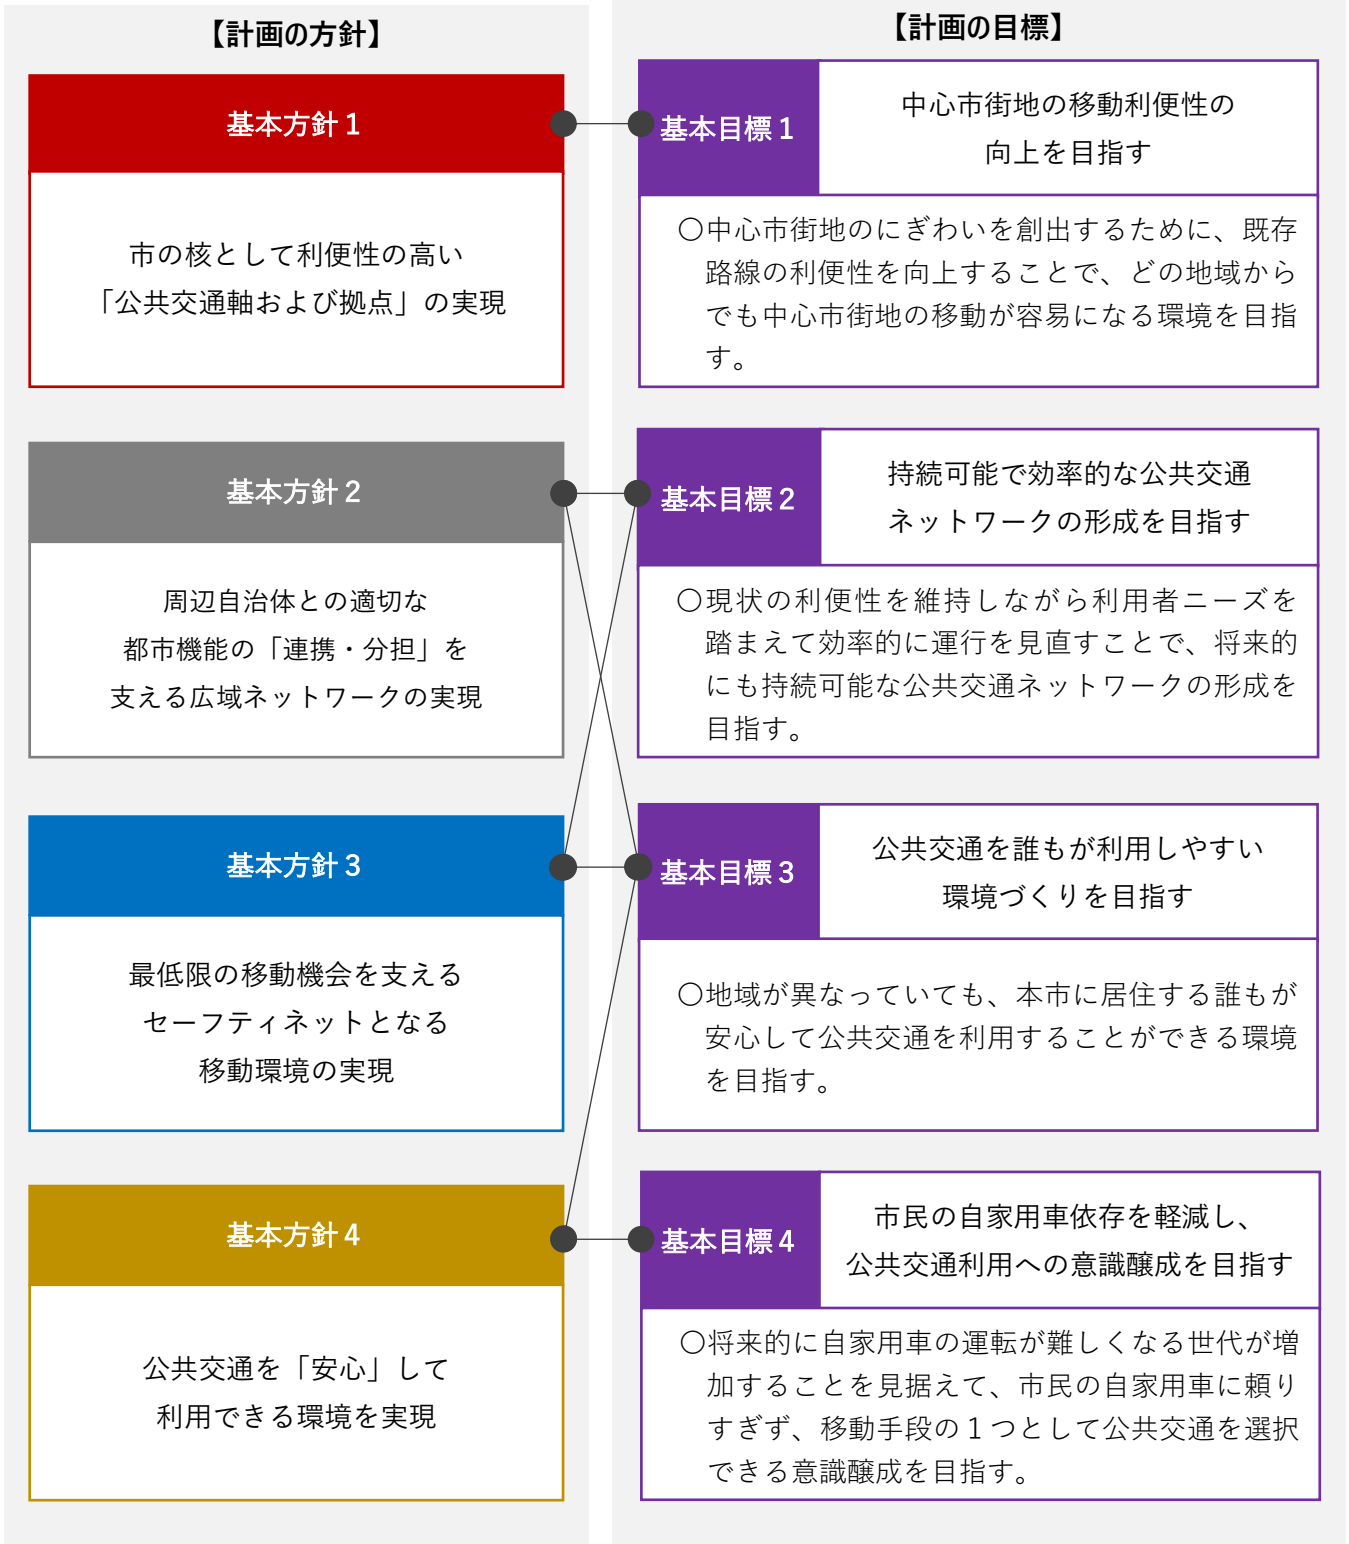 【計画の方針】
基本方針１
市の核として利便性の高い
「公共交通軸および拠点」の実現
基本方針２
周辺自治体との適切な
都市機能の「連携・分担」を
支える広域ネットワークの実現
基本方針３
最低限の移動機会を支える
セーフティネットとなる
移動環境の実現
基本方針４
公共交通を「安心」して
利用できる環境を実現
【計画の目標】
基本目標１
中心市街地の移動利便性の
向上を目指す
〇中心市街地のにぎわいを創出するために、既存
路線の利便性を向上することで、どの地域から
でも中心市街地の移動が容易になる環境を目指
す。
基本目標２
持続可能で効率的な公共交通
ネットワークの形成を目指す
〇現状の利便性を維持しながら利用者ニーズを
踏まえて効率的に運行を見直すことで、将来的
にも持続可能な公共交通ネットワークの形成を
目指す。
基本目標３
公共交通を誰もが利用しやすい
環境づくりを目指す
〇地域が異なっていても、本市に居住する誰もが
安心して公共交通を利用することができる環境
を目指す。
基本目標４
市民の自家用車依存を軽減し、
公共交通利用への意識醸成を目指す
〇将来的に自家用車の運転が難しくなる世代が増
加することを見据えて、市民の自家用車に頼り
すぎず、移動手段の１つとして公共交通を選択
できる意識醸成を目指す。